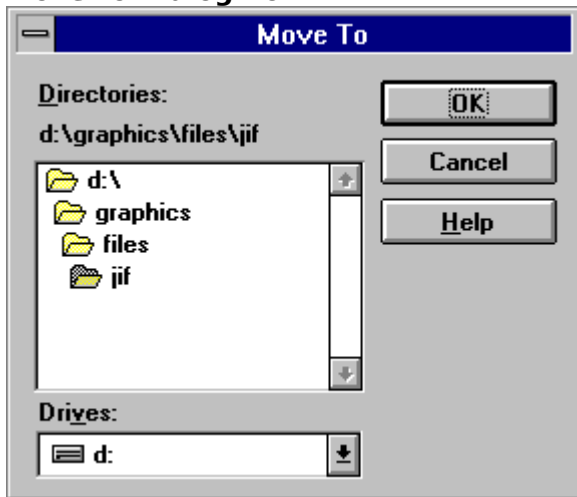 Move To
Directories:
d:\graphics\files\jif
d:\
graphics
files
jif
Drives:
d:
OK
Cancel
Help